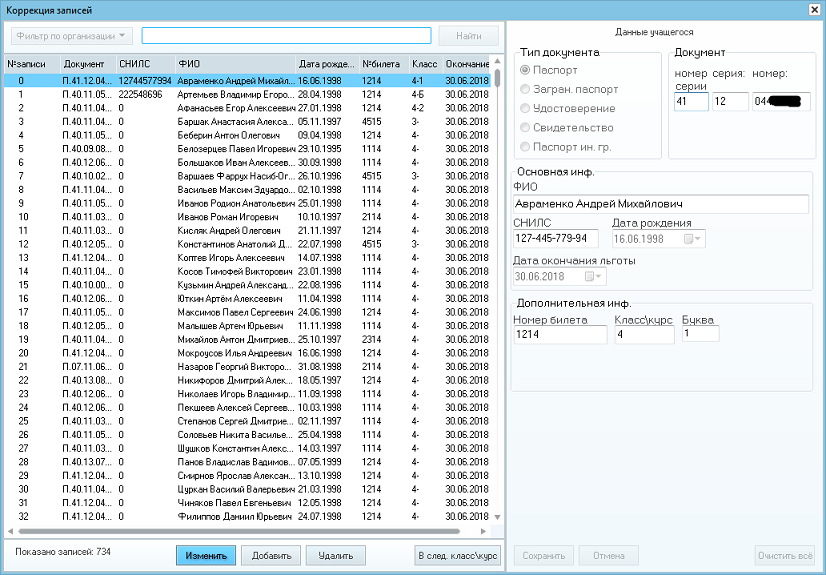 Коррекция записей
Фильтр по организации
Найти
№записи Документ СНИЛС ФИО Дата рожде... №билета Класс Окончание
0 П.41.12.04... 12744577994 Авраменко Андрей Михайл... 16.06.1998 1214 4-1 30.06.2018
1 П.40.11.05... 222548696 Артемьев Владимир Егоро... 28.04.1998 1214 4-Б 30.06.2018
2 П.40.11.04... 0 Афанасьев Егор Алексеевич 27.01.1998 1214 4-2 30.06.2018
3 П.40.11.04... 0 Баршак Анастасия Алекса... 05.11.1997 4515 3- 30.06.2018
4 П.40.11.05... 0 Беберин Антон Олегович 09.04.1998 1214 4- 30.06.2018
5 П.40.09.08... 0 Белозерцев Павел Игоревич 29.10.1995 1114 4- 30.06.2018
6 П.40.12.06... 0 Большаков Иван Алексеев... 30.09.1998 1114 4- 30.06.2018
7 П.40.10.02... 0 Варшаев Фаррух Насиб-Ог... 26.10.1996 4515 3- 30.06.2018
8 П.41.11.04... 0 Васильев Максим Эдуардо... 02.10.1998 1114 4- 30.06.2018
9 П.40.11.05... 0 Иванов Родион Анатольевич 25.01.1998 1114 4- 30.06.2018
10 П.40.11.03... 0 Иванов Роман Игоревич 10.10.1997 2114 4- 30.06.2018
11 П.40.11.03... 0 Кисляк Андрей Олегович 21.11.1997 1214 4- 30.06.2018
12 П.40.12.05... 0 Константинов Анатолий Д... 22.07.1998 4515 3- 30.06.2018
13 П.41.12.04... 0 Коптев Игорь Алексеевич 14.07.1998 1114 4- 30.06.2018
14 П.40.11.04... 0 Косов Тимофей Викторович 23.01.1998 1114 4- 30.06.2018
15 П.40.10.00... 0 Кузьмин Андрей Александ... 22.08.1996 1114 4- 30.06.2018
16 П.40.12.06... 0 Юткин Артём Алексеевич 11.04.1998 1114 4- 30.06.2018
17 П.40.11.05... 0 Максимов Павел Сергеевич 24.06.1998 1214 4- 30.06.2018
18 П.40.12.05... 0 Малышев Артем Юрьевич 11.11.1998 1114 4- 30.06.2018
19 П.40.11.04... 0 Михайлов Антон Дмитриев... 25.10.1997 2314 4- 30.06.2018
20 П.41.12.04... 0 Мокроусов Илья Андреевич 16.06.1998 1114 4- 30.06.2018
21 П.07.11.06... 0 Назаров Георгий Викторо... 31.08.1998 2114 4- 30.06.2018
22 П.40.13.08... 0 Никифоров Дмитрий Алек... 18.05.1997 1214 4- 30.06.2018
23 П.40.12.06... 0 Николаев Игорь Владимир... 11.09.1998 1114 4- 30.06.2018
24 П.40.12.04... 0 Пекшеев Алексей Сергеев... 10.03.1998 1114 4- 30.06.2018
25 П.40.11.03... 0 Степанов Сергей Дмитрие... 02.11.1997 1114 4- 30.06.2018
26 П.40.11.05... 0 Соловьев Никита Василье... 25.04.1998 1114 4- 30.06.2018
27 П.40.11.03... 0 Шушков Константин Алекс... 14.03.1997 1114 4- 30.06.2018
28 П.40.13.07... 0 Панов Владислав Вадимов... 07.05.1999 1214 4- 30.06.2018
29 П.41.12.04... 0 Смирнов Ярослав Алексан... 13.10.1998 1214 4- 30.06.2018
30 П.40.11.04... 0 Цуркан Василий Валерьевич 21.03.1998 1214 4- 30.06.2018
31 П.41.12.04... 0 Чиняков Павел Евгеньевич 12.05.1998 1214 4- 30.06.2018
32 П.41.12.04... 0 Филиппов Даниил Юрьевич 24.07.1998 1214 4- 30.06.2018
Показано записей: 734
Изменить Добавить Удалить В след. класс\курс
Данные учащегося
Тип документа
Паспорт
Загран. паспорт
Удостоверение
Свидетельство
Паспорт ин. гр.
Документ
номер серия: номер:
серии
41 12 044
Основная инф.
ФИО
Авраменко Андрей Михайлович
СНИЛС Дата рождения
127-445-779-94 16.06.1998
Дата окончания льготы
30.06.2018
Дополнительная инф.
Номер билета Класс\курс Буква
1214 4 1
Сохранить Отмена Очистить всё